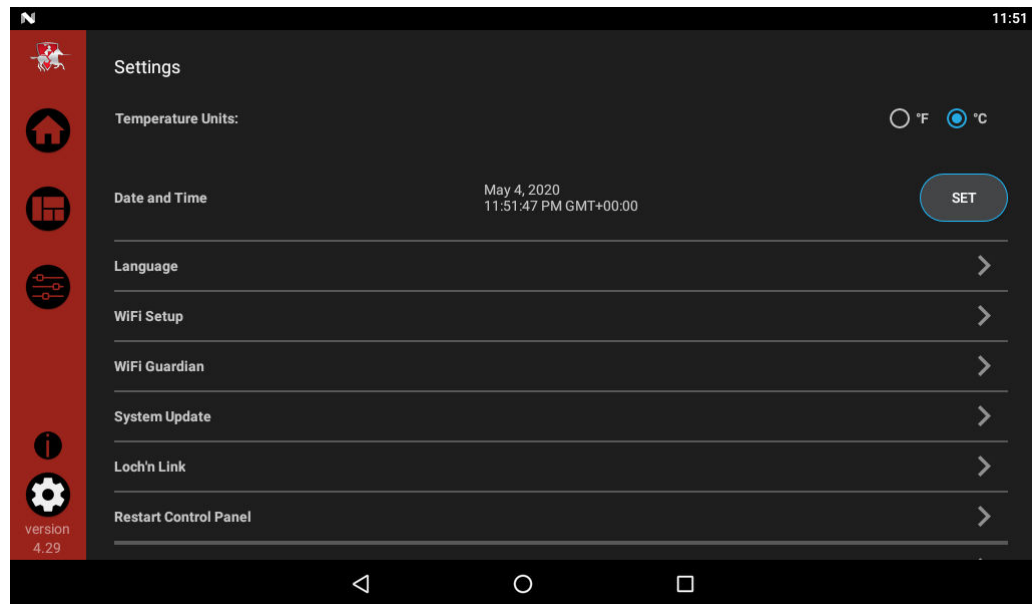 11:51
Settings
Temperature Units:
°F
°C
Date and Time
May 4, 2020
11:51:47 PM GMT+00:00
SET
Language
WiFi Setup
WiFi Guardian
System Update
Loch'n Link
Restart Control Panel
version
4.29